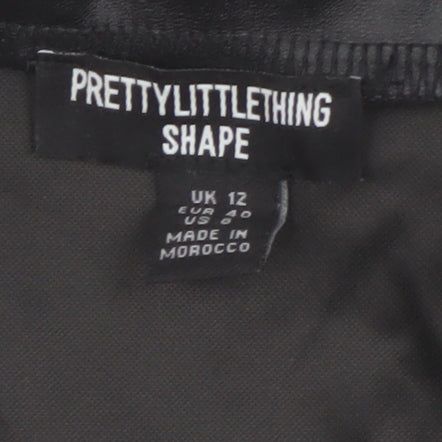 PRETTYLITTLETHING
SHAPE
UK 12
EUR 40
US 8
MADE IN
MOROCCO